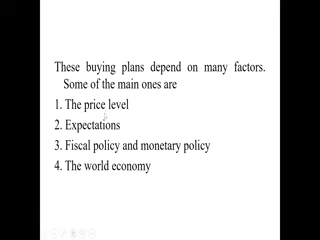 These buying plans depend on many factors.
Some of the main ones are
1. The price level
2. Expectations
3. Fiscal policy and monetary policy
4. The world economy